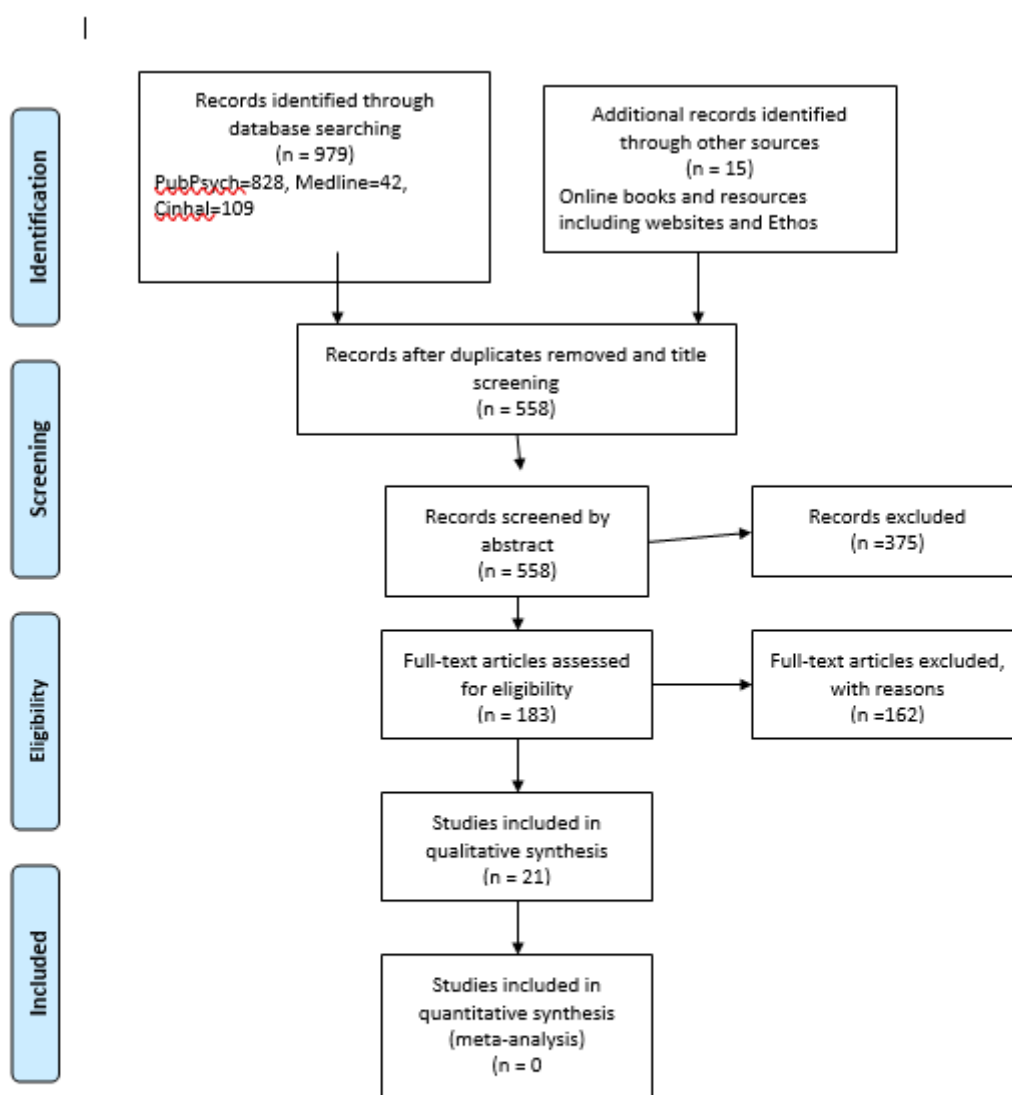 Identification
Records identified through
database searching
(n = 979)
PubPsych=828, Medline=42,
Cinhal=109
Additional records identified
through other sources
(n = 15)
Online books and resources
including websites and Ethos
Records after duplicates removed and title
screening
(n = 558)
Screening
Records screened by
abstract
(n = 558)
Records excluded
(n =375)
Eligibility
Full-text articles assessed
for eligibility
(n = 183)
Full-text articles excluded,
with reasons
(n =162)
Studies included in
qualitative synthesis
(n = 21)
Included
Studies included in
quantitative synthesis
(meta-analysis)
(n = 0